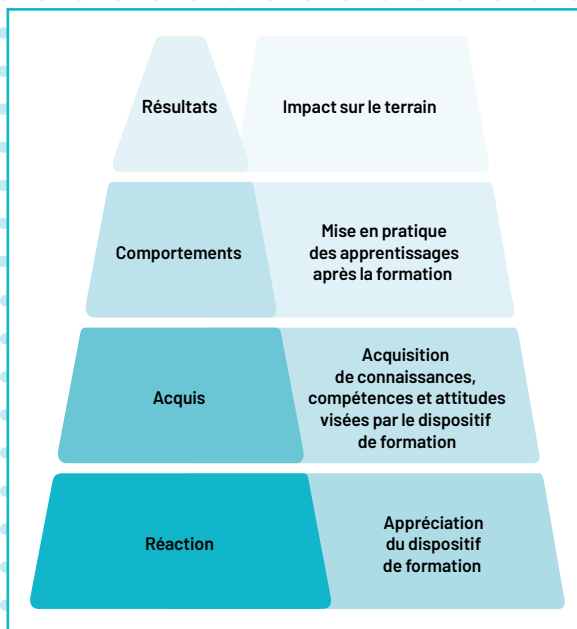 Résultats
Impact sur le terrain
Comportements
Mise en pratique
des apprentissages
après la formation
Acquis
Acquisition
de connaissances,
compétences et attitudes
visées par le dispositif
de formation
Réaction
Appréciation
du dispositif
de formation